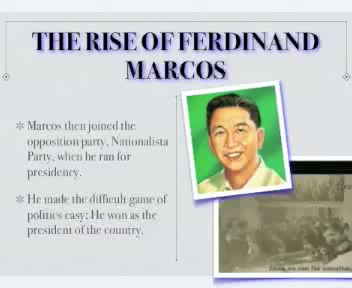 THE RISE OF FERDINAND
MARCOS
Marcos then joined the
opposition party, Nationalista
Party, when he ran for
presidency.
He made the difficult game of
politics easy; He won as the
president of the country.